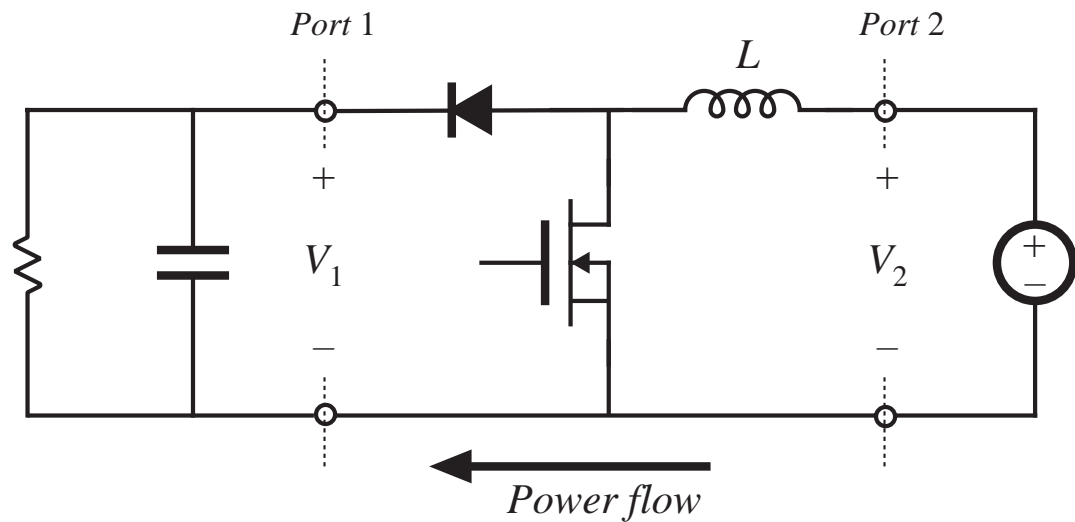 Port 1
Port 2
L
+
+
V₁
V₂
+
−
−
−
Power flow